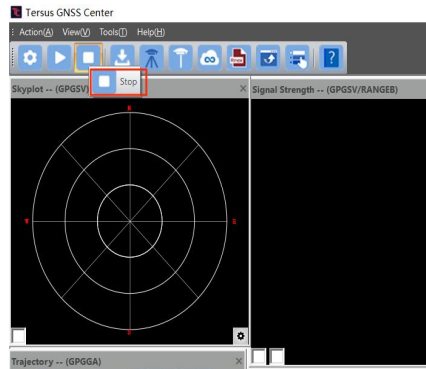 Tersus GNSS Center
Action(A) View(V) Tools(T) Help(H)
Stop
Skyplot -- (GPGSV) ×
Signal Strength -- (GPGSV/RANGEB)
Trajectory -- (GPGGA) ×